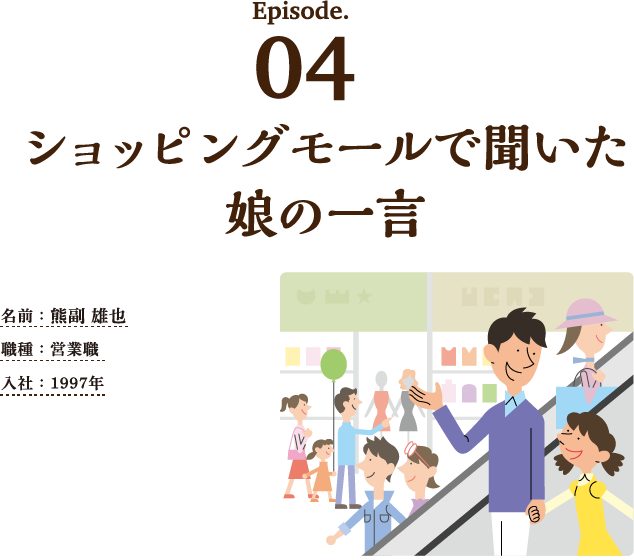 Episode.
04
ショッピングモールで聞いた
娘の一言
名前：熊副 雄也
職種：営業職
入社：1997年